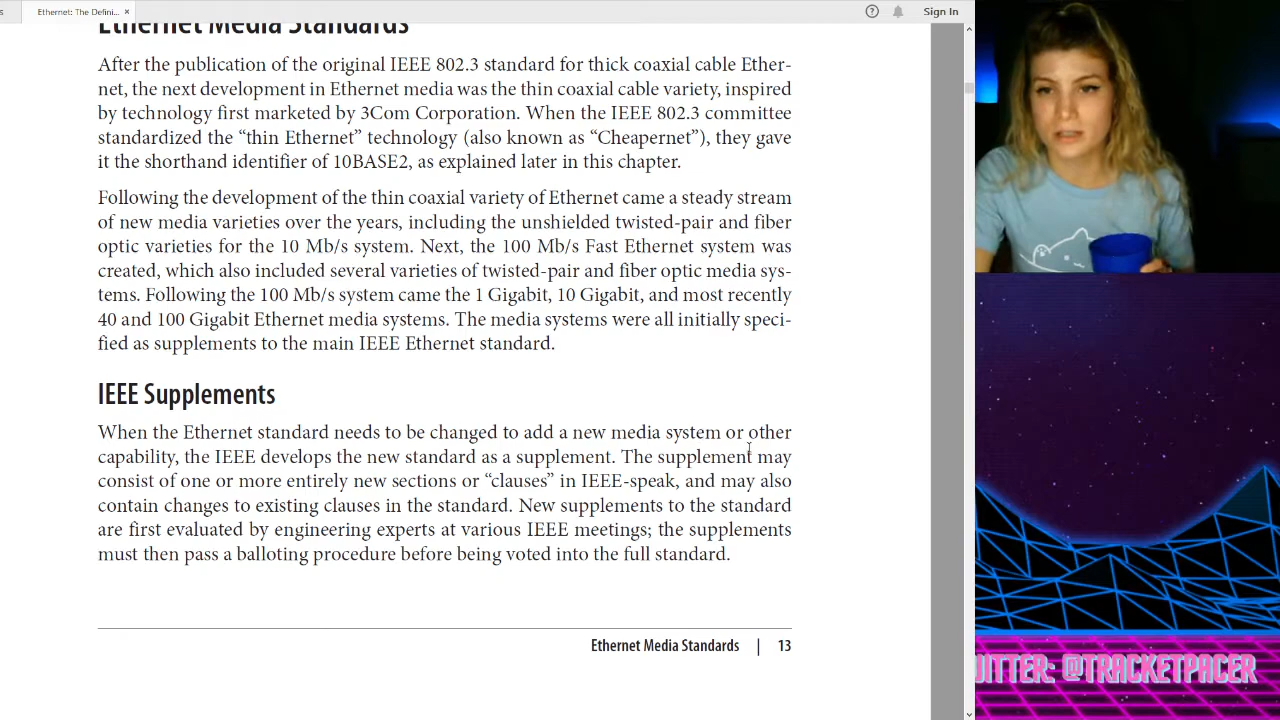 s
Ethernet: The Defini...
×
?
Sign In
Ethernet Media Standards
After the publication of the original IEEE 802.3 standard for thick coaxial cable Ether-
net, the next development in Ethernet media was the thin coaxial cable variety, inspired
by technology first marketed by 3Com Corporation. When the IEEE 802.3 committee
standardized the “thin Ethernet” technology (also known as “Cheapernet”), they gave
it the shorthand identifier of 10BASE2, as explained later in this chapter.
Following the development of the thin coaxial variety of Ethernet came a steady stream
of new media varieties over the years, including the unshielded twisted-pair and fiber
optic varieties for the 10 Mb/s system. Next, the 100 Mb/s Fast Ethernet system was
created, which also included several varieties of twisted-pair and fiber optic media sys-
tems. Following the 100 Mb/s system came the 1 Gigabit, 10 Gigabit, and most recently
40 and 100 Gigabit Ethernet media systems. The media systems were all initially speci-
fied as supplements to the main IEEE Ethernet standard.
IEEE Supplements
When the Ethernet standard needs to be changed to add a new media system or other
capability, the IEEE develops the new standard as a supplement. The supplement may
consist of one or more entirely new sections or “clauses” in IEEE-speak, and may also
contain changes to existing clauses in the standard. New supplements to the standard
are first evaluated by engineering experts at various IEEE meetings; the supplements
must then pass a balloting procedure before being voted into the full standard.
Ethernet Media Standards | 13
WITTER: @TRACKETPACER